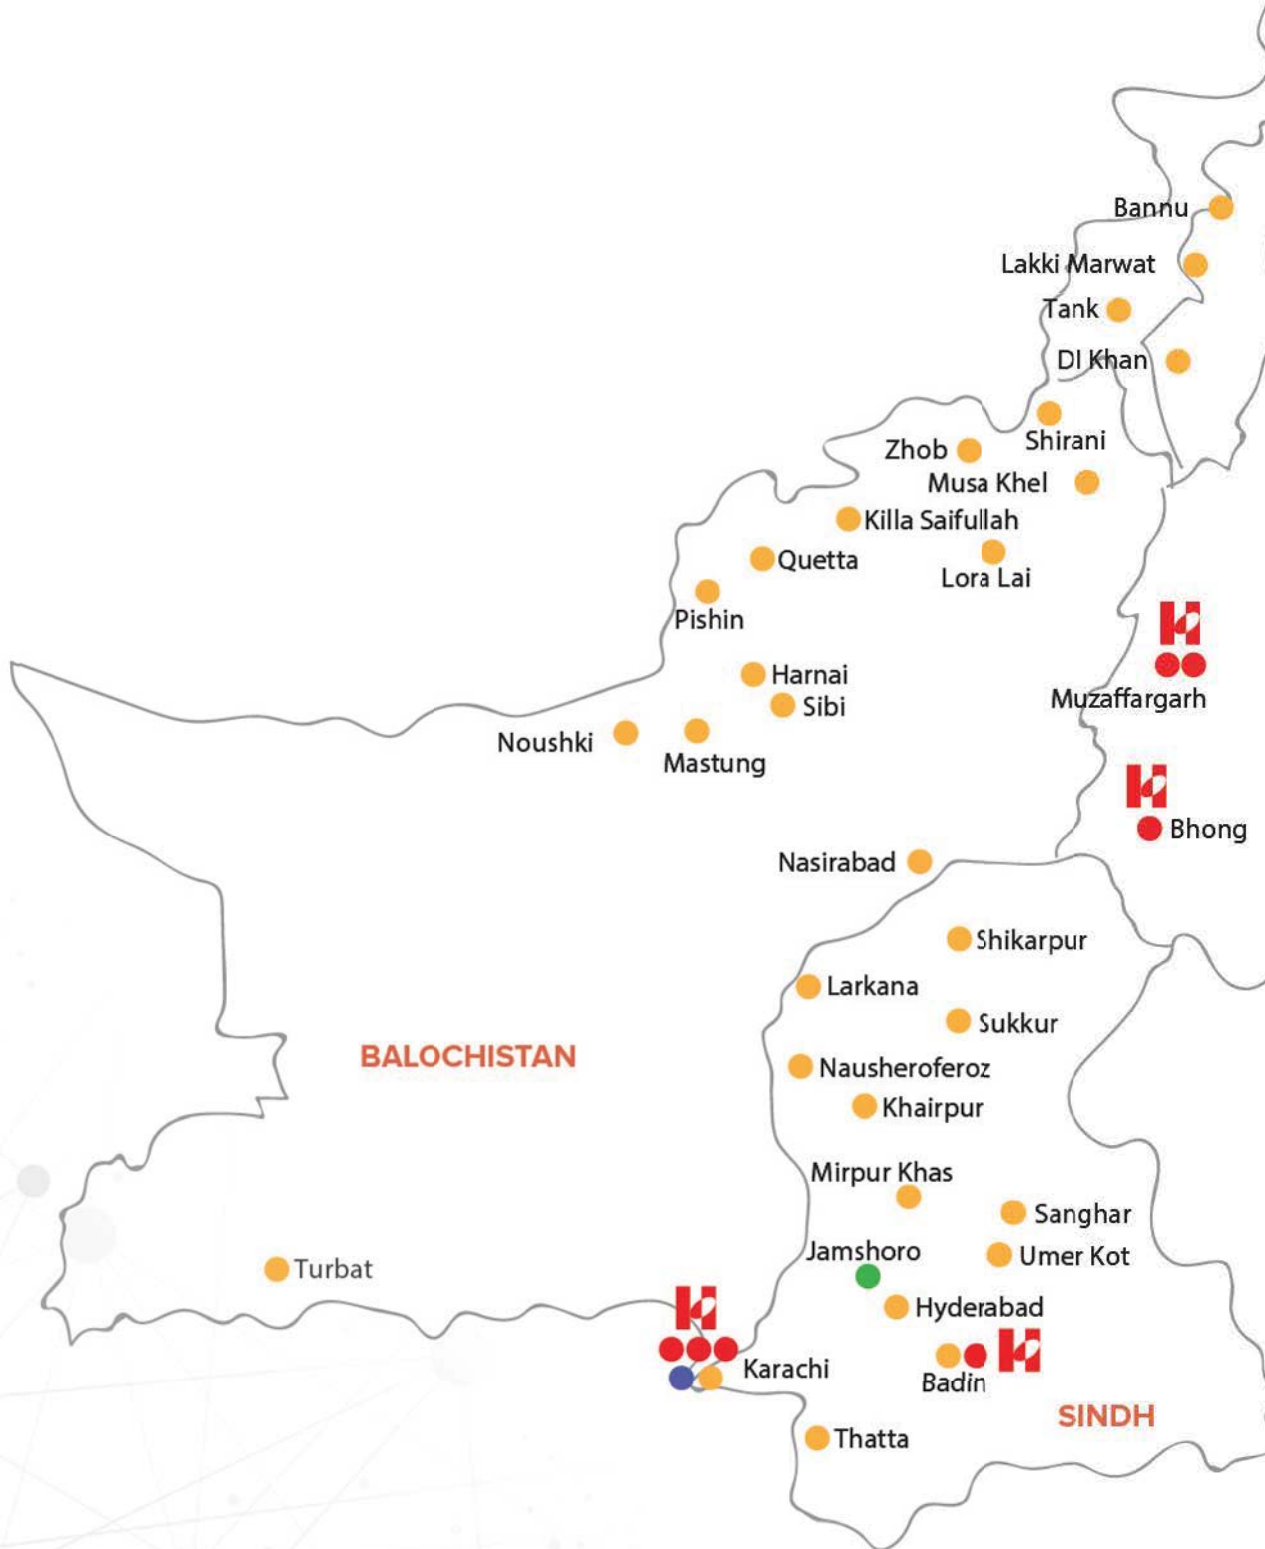 Bannu
Lakki Marwat
Tank
DI Khan
Shirani
Zhob
Musa Khel
Killa Saifullah
Quetta
Lora Lai
Pishin
Harnai
Muzaffargarh
Sibi
Noushki
Mastung
Bhong
Nasirabad
Shikarpur
Larkana
Sukkur
BALOCHISTAN
Nausheroferoz
Khairpur
Mirpur Khas
Sanghar
Jamshoro
Umer Kot
Turbat
Hyderabad
Karachi
Badin
SINDH
Thatta